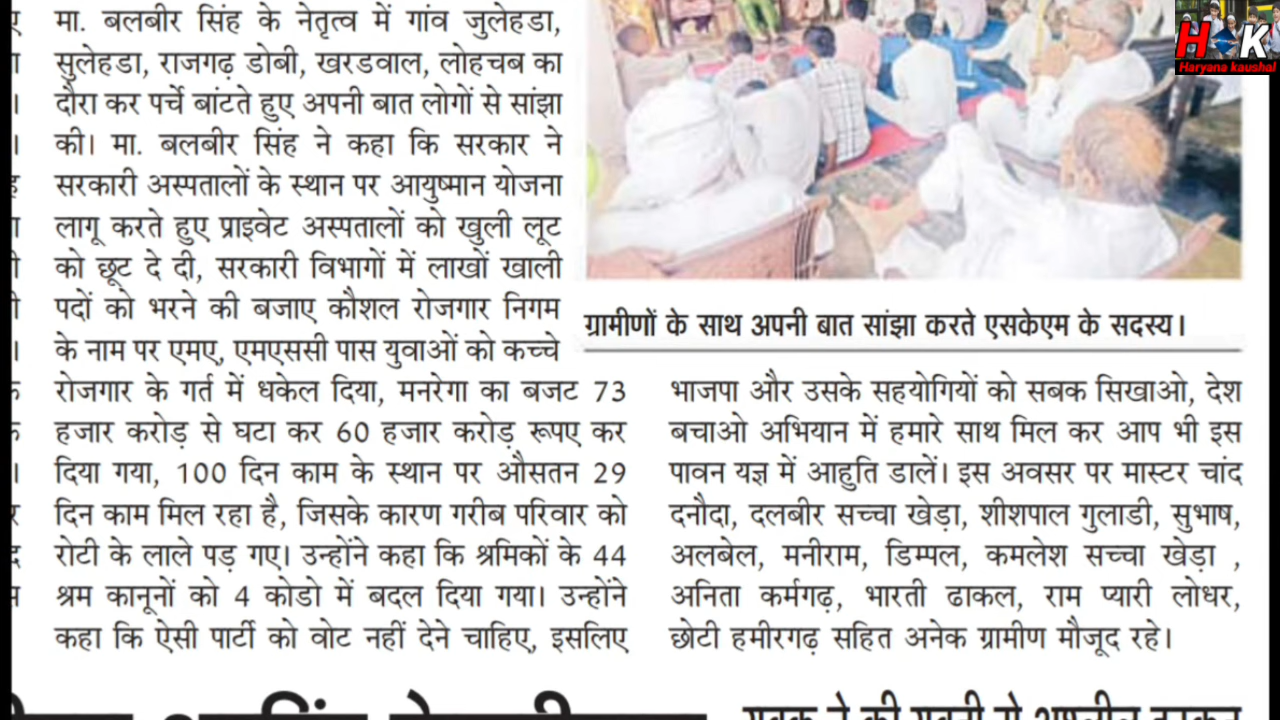 मा. बलबीर सिंह के नेतृत्व में गांव जुलेहडा,
सुलेहडा, राजगढ़ डोबी, खरडवाल, लोहचब का
दौरा कर पर्चे बांटते हुए अपनी बात लोगों से सांझा
की। मा. बलबीर सिंह ने कहा कि सरकार ने
सरकारी अस्पतालों के स्थान पर आयुष्मान योजना
लागू करते हुए प्राइवेट अस्पतालों को खुली लूट
को छूट दे दी, सरकारी विभागों में लाखों खाली
पदों को भरने की बजाए कौशल रोजगार निगम
के नाम पर एमए, एमएससी पास युवाओं को कच्चे
रोजगार के गर्त में धकेल दिया, मनरेगा का बजट 73
हजार करोड़ से घटा कर 60 हजार करोड़ रूपए कर
दिया गया, 100 दिन काम के स्थान पर औसतन 29
दिन काम मिल रहा है, जिसके कारण गरीब परिवार को
रोटी के लाले पड़ गए। उन्होंने कहा कि श्रमिकों के 44
श्रम कानूनों को 4 कोडो में बदल दिया गया। उन्होंने
कहा कि ऐसी पार्टी को वोट नहीं देने चाहिए, इसलिए
H K
Haryana kaushal
ग्रामीणों के साथ अपनी बात सांझा करते एसकेएम के सदस्य।
भाजपा और उसके सहयोगियों को सबक सिखाओ, देश
बचाओ अभियान में हमारे साथ मिल कर आप भी इस
पावन यज्ञ में आहुति डालें। इस अवसर पर मास्टर चांद
दनौदा, दलबीर सच्चा खेड़ा, शीशपाल गुलाडी, सुभाष,
अलबेल, मनीराम, डिम्पल, कमलेश सच्चा खेड़ा ,
अनिता कर्मगढ़, भारती ढाकल, राम प्यारी लोधर,
छोटी हमीरगढ़ सहित अनेक ग्रामीण मौजूद रहे।